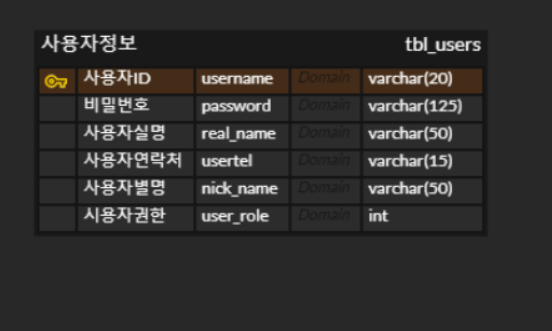 사용자정보 tbl_users
사용자ID username Domain varchar(20)
비밀번호 password Domain varchar(125)
사용자실명 real_name Domain varchar(50)
사용자연락처 usertel Domain varchar(15)
사용자별명 nick_name Domain varchar(50)
시용자권한 user_role Domain int